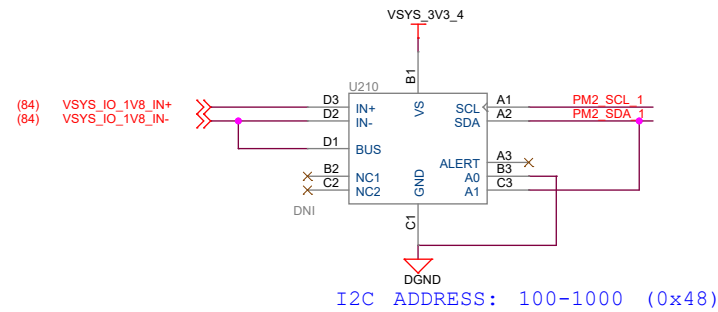 VSYS_3V3_4
U210
B1
(84) VSYS_IO_1V8_IN+ D3 IN+ VS SCL A1 PM2_SCL_1
(84) VSYS_IO_1V8_IN- D2 IN- SDA A2 PM2_SDA_1
D1 BUS
ALERT A3
B2 NC1 A0 B3
C2 NC2 GND A1 C3
DNI
C1
DGND
I2C ADDRESS: 100-1000 (0x48)